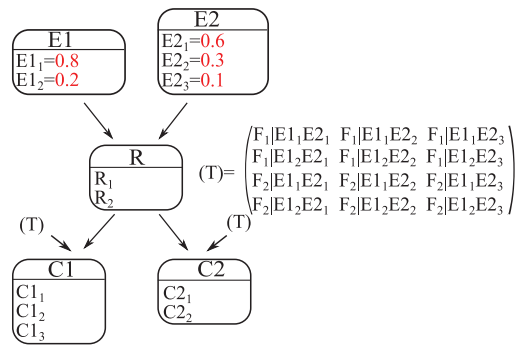 E1
E1₁=0.8
E1₂=0.2
E2
E2₁=0.6
E2₂=0.3
E2₃=0.1
R
R₁
R₂
(T)=
F₁|E1₁E2₁ F₁|E1₁E2₂ F₁|E1₁E2₃
F₁|E1₂E2₁ F₁|E1₂E2₂ F₁|E1₂E2₃
F₂|E1₁E2₁ F₂|E1₁E2₂ F₂|E1₁E2₃
F₂|E1₂E2₁ F₂|E1₂E2₂ F₂|E1₂E2₃
(T)
(T)
C1
C1₁
C1₂
C1₃
C2
C2₁
C2₂